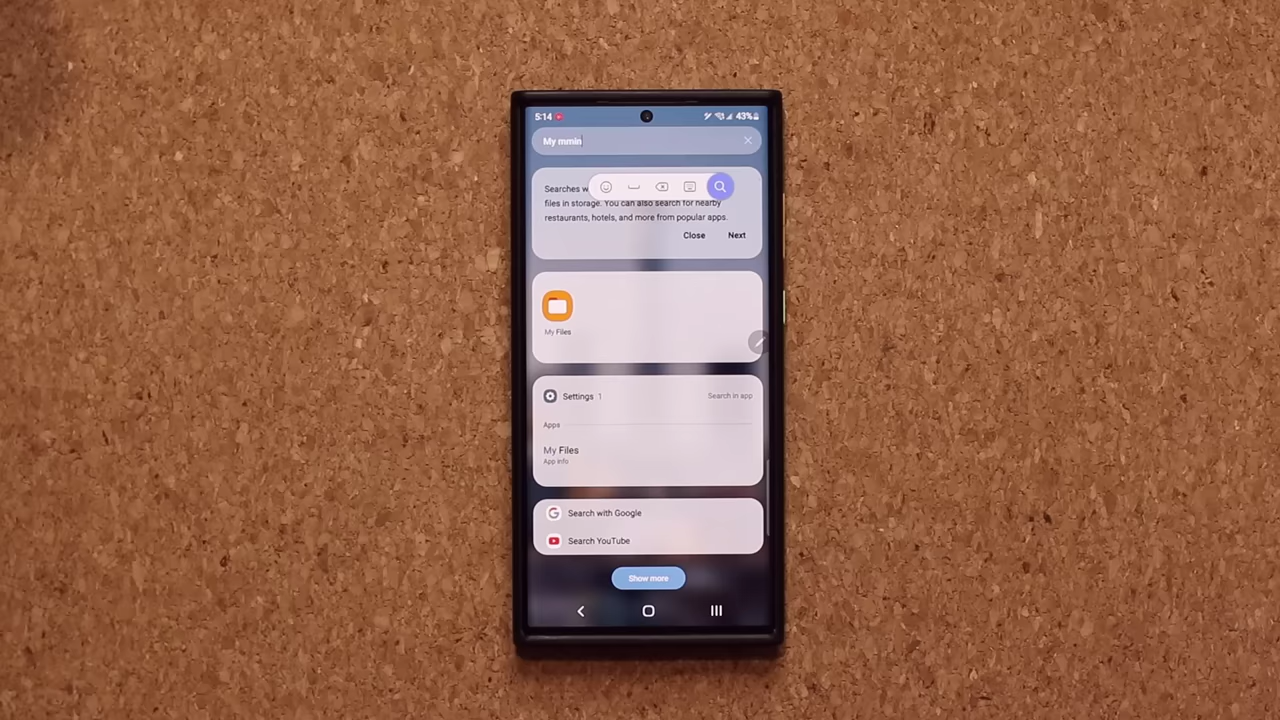 5:14
43%
My mmin
Searches w
files in storage. You can also search for nearby
restaurants, hotels, and more from popular apps.
Close Next
My Files
Settings 1 Search in app
Apps
My Files
App info
Search with Google
Search YouTube
Show more